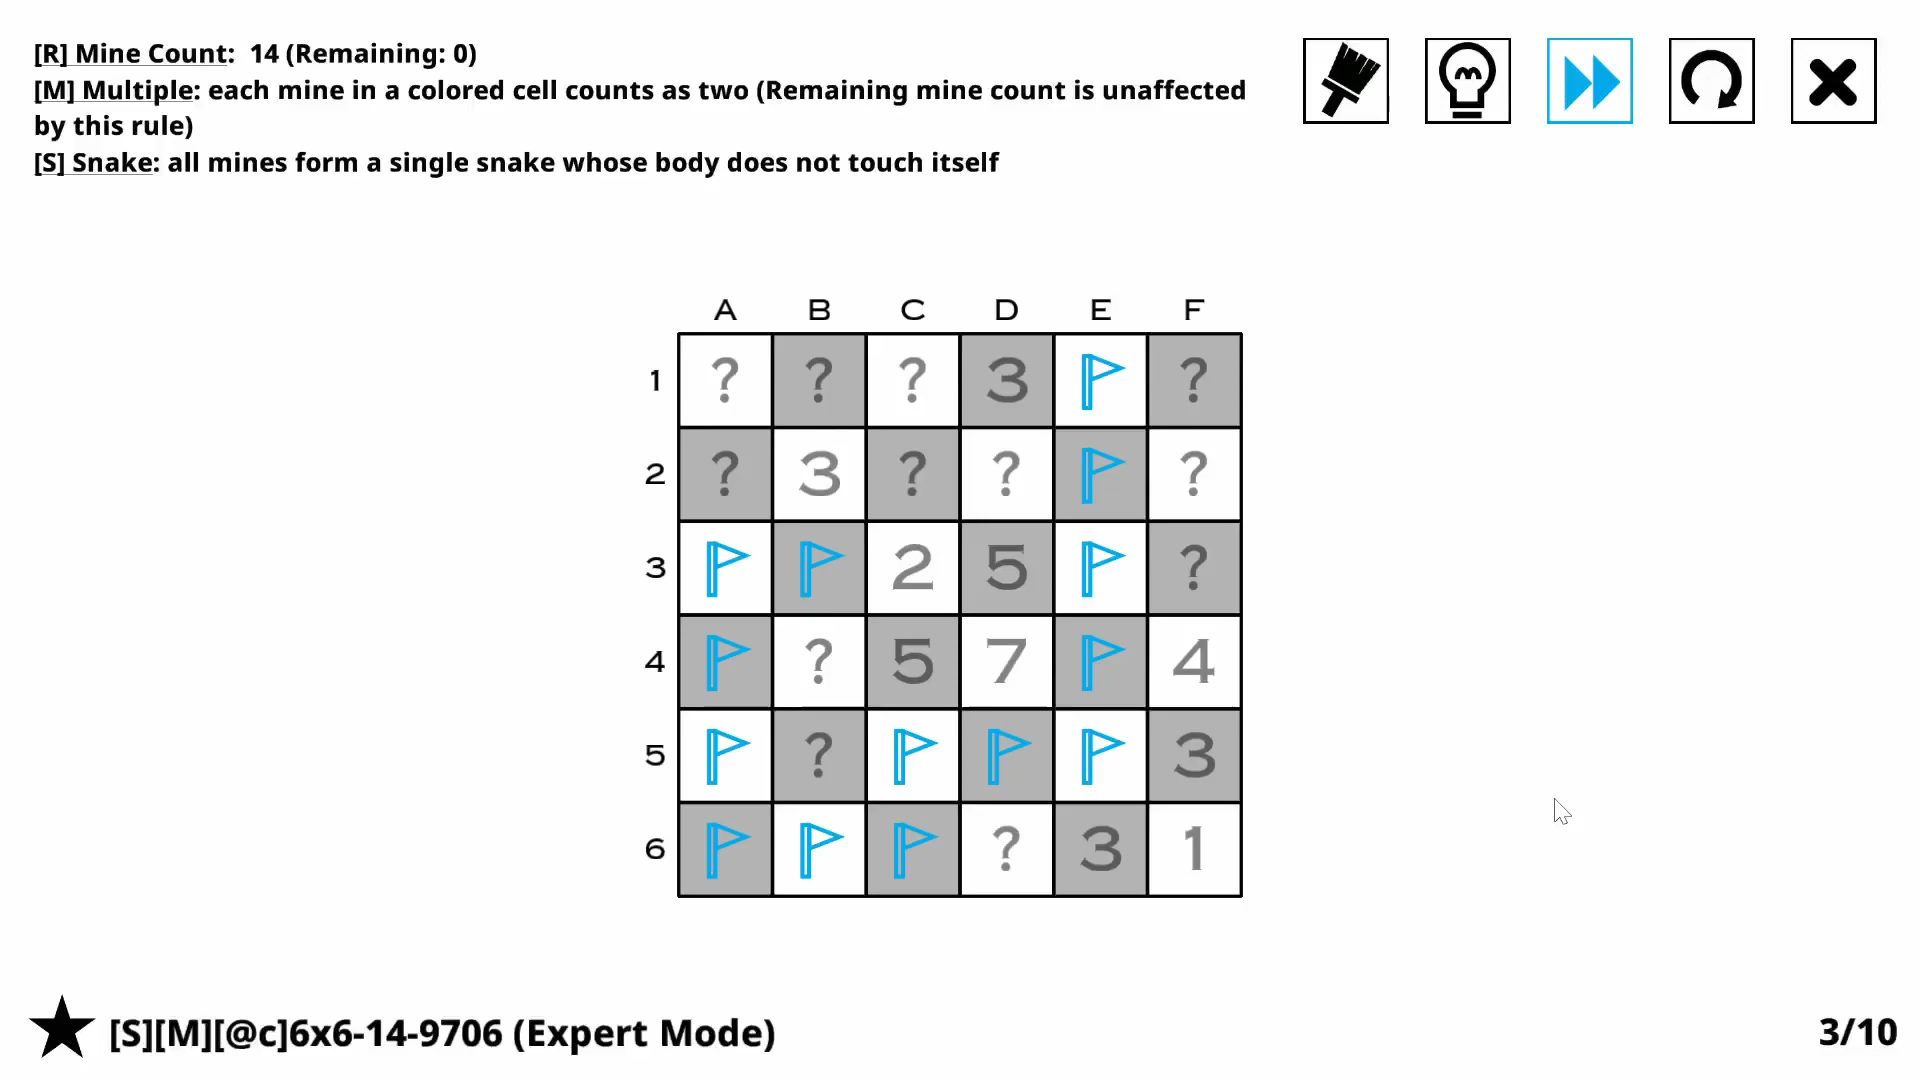 [R] Mine Count: 14 (Remaining: 0)
[M] Multiple: each mine in a colored cell counts as two (Remaining mine count is unaffected
by this rule)
[S] Snake: all mines form a single snake whose body does not touch itself
A B C D E F
1 ? ? ? 3 ?
2 ? 3 ? ? ?
3 2 5 ?
4 ? 5 7 4
5 ? 3
6 ? 3 1
[S][M][@c]6x6-14-9706 (Expert Mode)
3/10